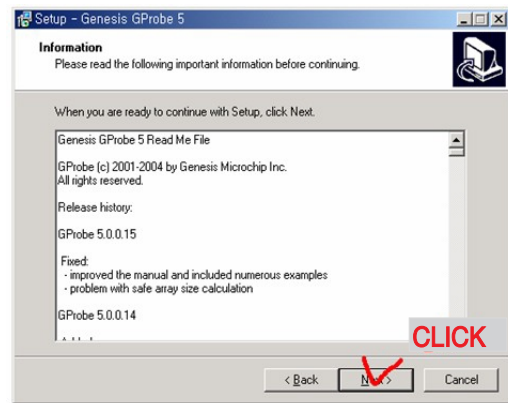 Setup - Genesis GProbe 5
Information
Please read the following important information before continuing.
When you are ready to continue with Setup, click Next.
Genesis GProbe 5 Read Me File
GProbe (c) 2001-2004 by Genesis Microchip Inc.
All rights reserved.
Release history:
GProbe 5.0.0.15
Fixed:
- improved the manual and included numerous examples
- problem with safe array size calculation
GProbe 5.0.0.14
CLICK
< Back Next > Cancel